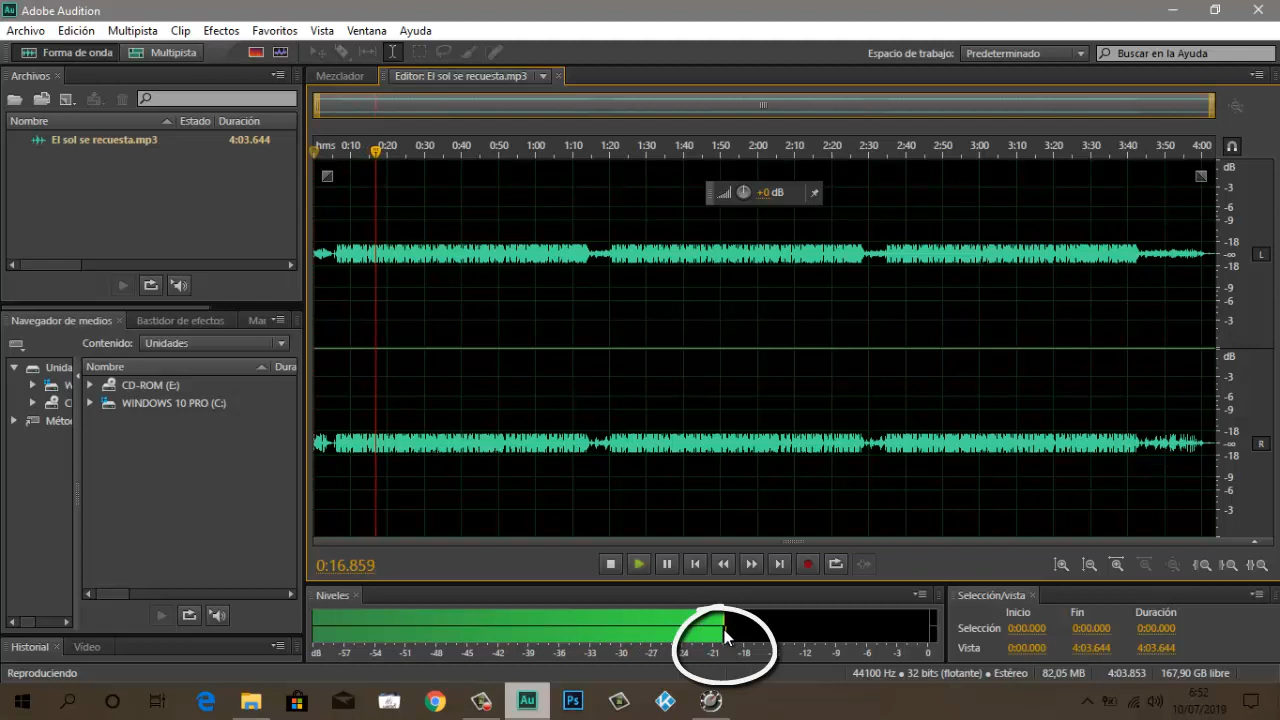 Au Adobe Audition
Archivo Edición Multipista Clip Efectos Favoritos Vista Ventana Ayuda
Forma de onda Multipista Espacio de trabajo: Predeterminado Buscar en la Ayuda
Archivos × Mezclador Editor: El sol se recuesta.mp3 ×
Nombre Estado Duración
El sol se recuesta.mp3 4:03.644
hms 0:10 0:20 0:30 0:40 0:50 1:00 1:10 1:20 1:30 1:40 1:50 2:00 2:10 2:20 2:30 2:40 2:50 3:00 3:10 3:20 3:30 3:40 3:50 4:00
dB
-3
-6
-9
-18
-∞
-18
-9
-6
-3
L
+0 dB
dB
-3
-6
-9
-18
-∞
-18
-9
-6
-3
R
Navegador de medios × Bastidor de efectos Mar
Contenido: Unidades
Unida
W
C
Méto
Nombre Dura
CD-ROM (E:)
WINDOWS 10 PRO (C:)
0:16.859
Historial × Vídeo
Niveles ×
dB -57 -54 -51 -48 -45 -42 -39 -36 -33 -30 -27 -24 -21 -18 -15 -12 -9 -6 -3 0
Selección/vista ×
Inicio Fin Duración
Selección 0:00.000 0:00.000 0:00.000
Vista 0:00.000 4:03.644 4:03.644
Reproduciendo 44100 Hz • 32 bits (flotante) • Estéreo 82,05 MB 4:03.853 167,90 GB libre
Au Ps
6:52
10/07/2019